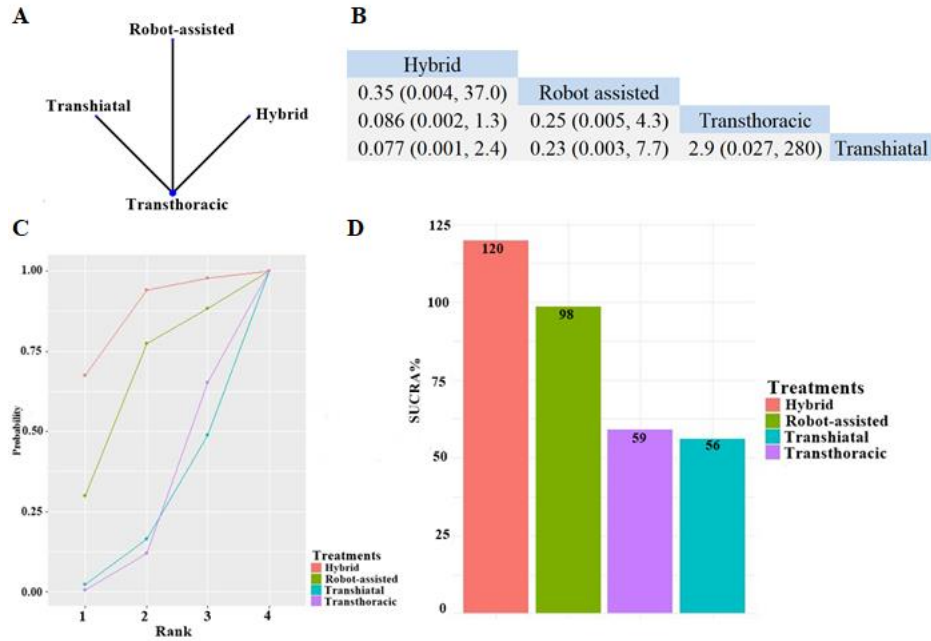 A
Robot-assisted
Transhiatal
Hybrid
Transthoracic
B
Hybrid
0.35 (0.004, 37.0) Robot assisted
0.086 (0.002, 1.3) 0.25 (0.005, 4.3) Transthoracic
0.077 (0.001, 2.4) 0.23 (0.003, 7.7) 2.9 (0.027, 280) Transhiatal
C
1.00
0.75
0.50
0.25
0.00
Probability
1 2 3 4
Rank
Treatments
Hybrid
Robot-assisted
Transhiatal
Transthoracic
D
125
100
75
50
25
0
SUCRA%
120
98
59
56
Treatments
Hybrid
Robot-assisted
Transhiatal
Transthoracic